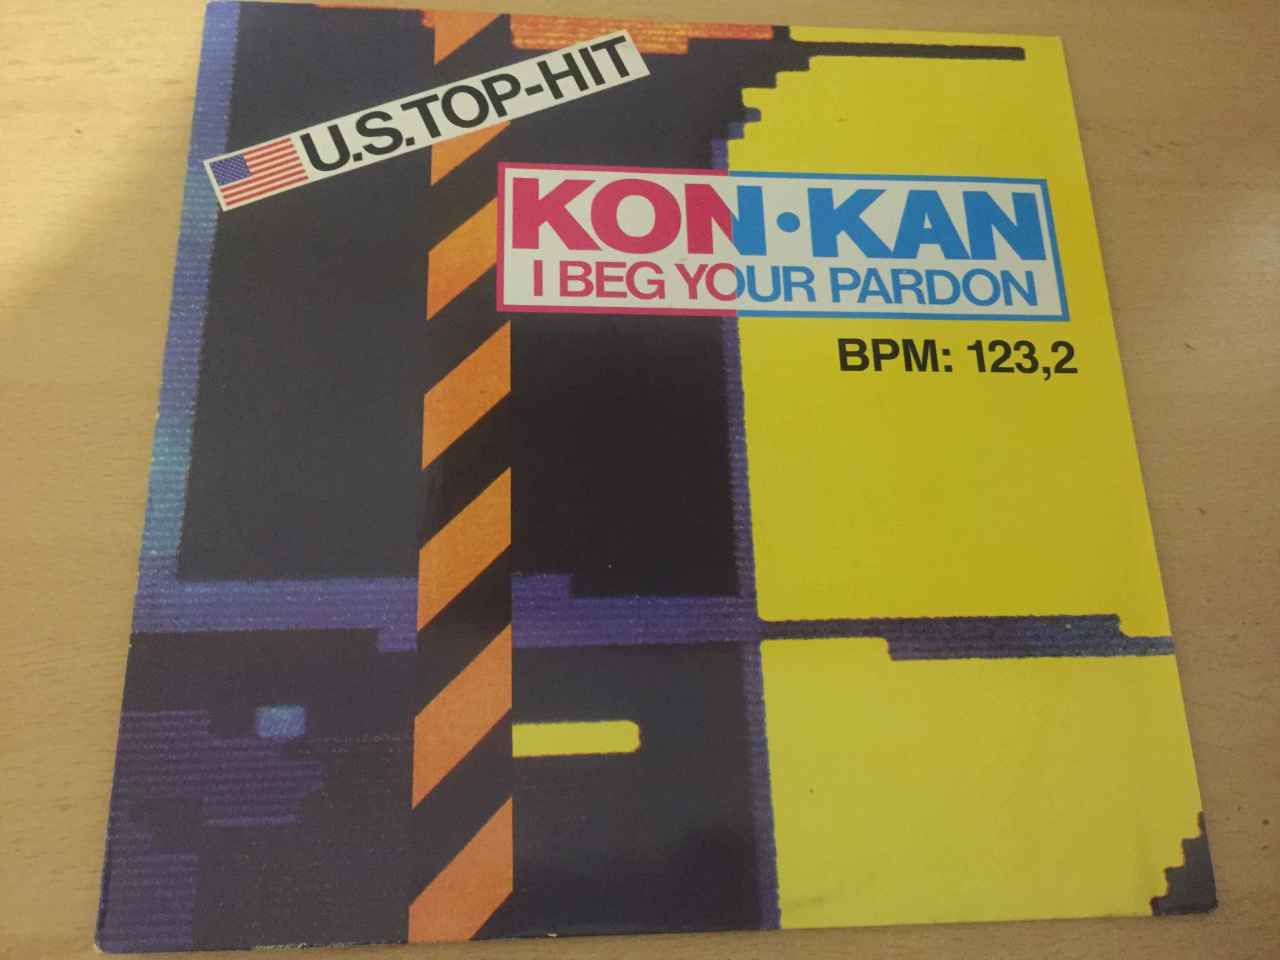 U.S.TOP-HIT
KON·KAN
I BEG YOUR PARDON
BPM: 123,2